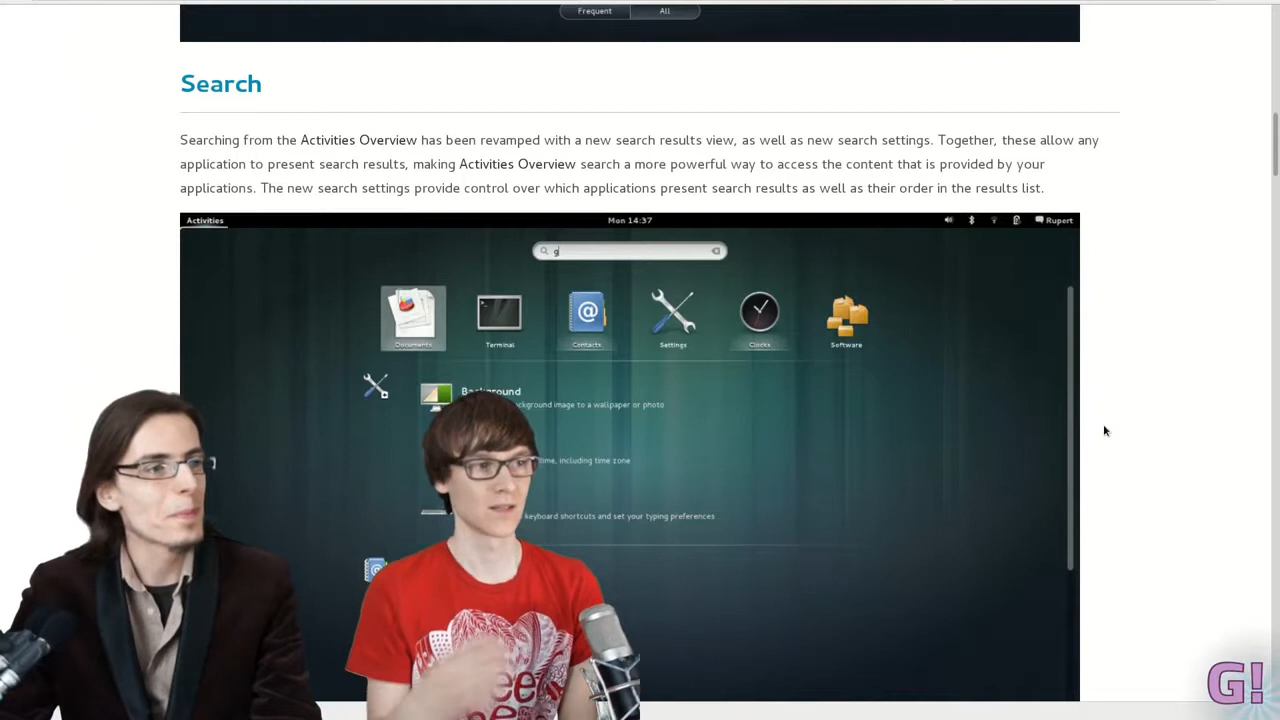 Frequent All
Search
Searching from the Activities Overview has been revamped with a new search results view, as well as new search settings. Together, these allow any
application to present search results, making Activities Overview search a more powerful way to access the content that is provided by your
applications. The new search settings provide control over which applications present search results as well as their order in the results list.
Activities Mon 14:37 Rupert
g
Documents Terminal Contacts Settings Clocks Software
Background
ckground image to a wallpaper or photo
time, including time zone
keyboard shortcuts and set your typing preferences
G!